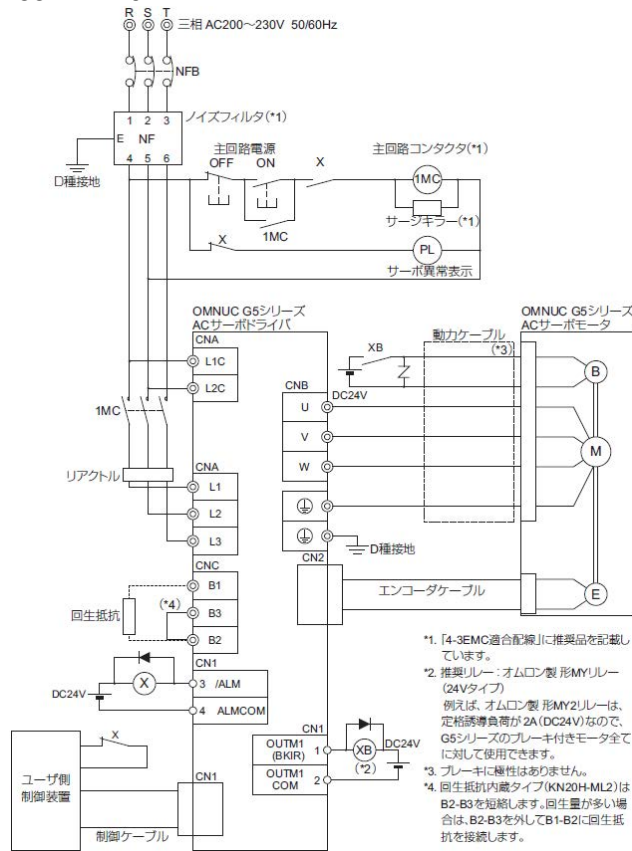 R S T
三相 AC200～230V 50/60Hz
NFB
1 2 3
ノイズフィルタ(*1)
E NF
4 5 6
D種接地
主回路電源
OFF ON
X
主回路コンタクタ(*1)
1MC
サージキラー(*1)
1MC
X
PL
サーボ異常表示
OMNUC G5シリーズ
ACサーボドライバ
CNA
L1C
L2C
1MC
リアクトル
CNA
L1
L2
L3
CNC
B1
B3
B2
回生抵抗
(*4)
CN1
3 /ALM
4 ALMCOM
X
DC24V
ユーザ側
制御装置
X
制御ケーブル
CN1
CNB
U
V
W
D種接地
CN2
CN1
OUTM1
(BKIR)
1
OUTM1
COM
2
XB
(*2)
DC24V
XB
DC24V
動力ケーブル
(*3)
エンコーダケーブル
OMNUC G5シリーズ
ACサーボモータ
B
M
E
*1. 「4-3EMC適合配線」に推奨品を記載し
ています。
*2. 推奨リレー：オムロン製 形MYリレー
(24Vタイプ)
例えば、オムロン製 形MY2リレーは、
定格誘導負荷が 2A(DC24V)なので、
G5シリーズのブレーキ付きモータ全て
に対して使用できます。
*3. ブレーキに極性はありません。
*4. 回生抵抗内蔵タイプ(KN20H-ML2)は
B2-B3を短絡します。回生量が多い場
合は、B2-B3を外してB1-B2に回生抵
抗を接続します。